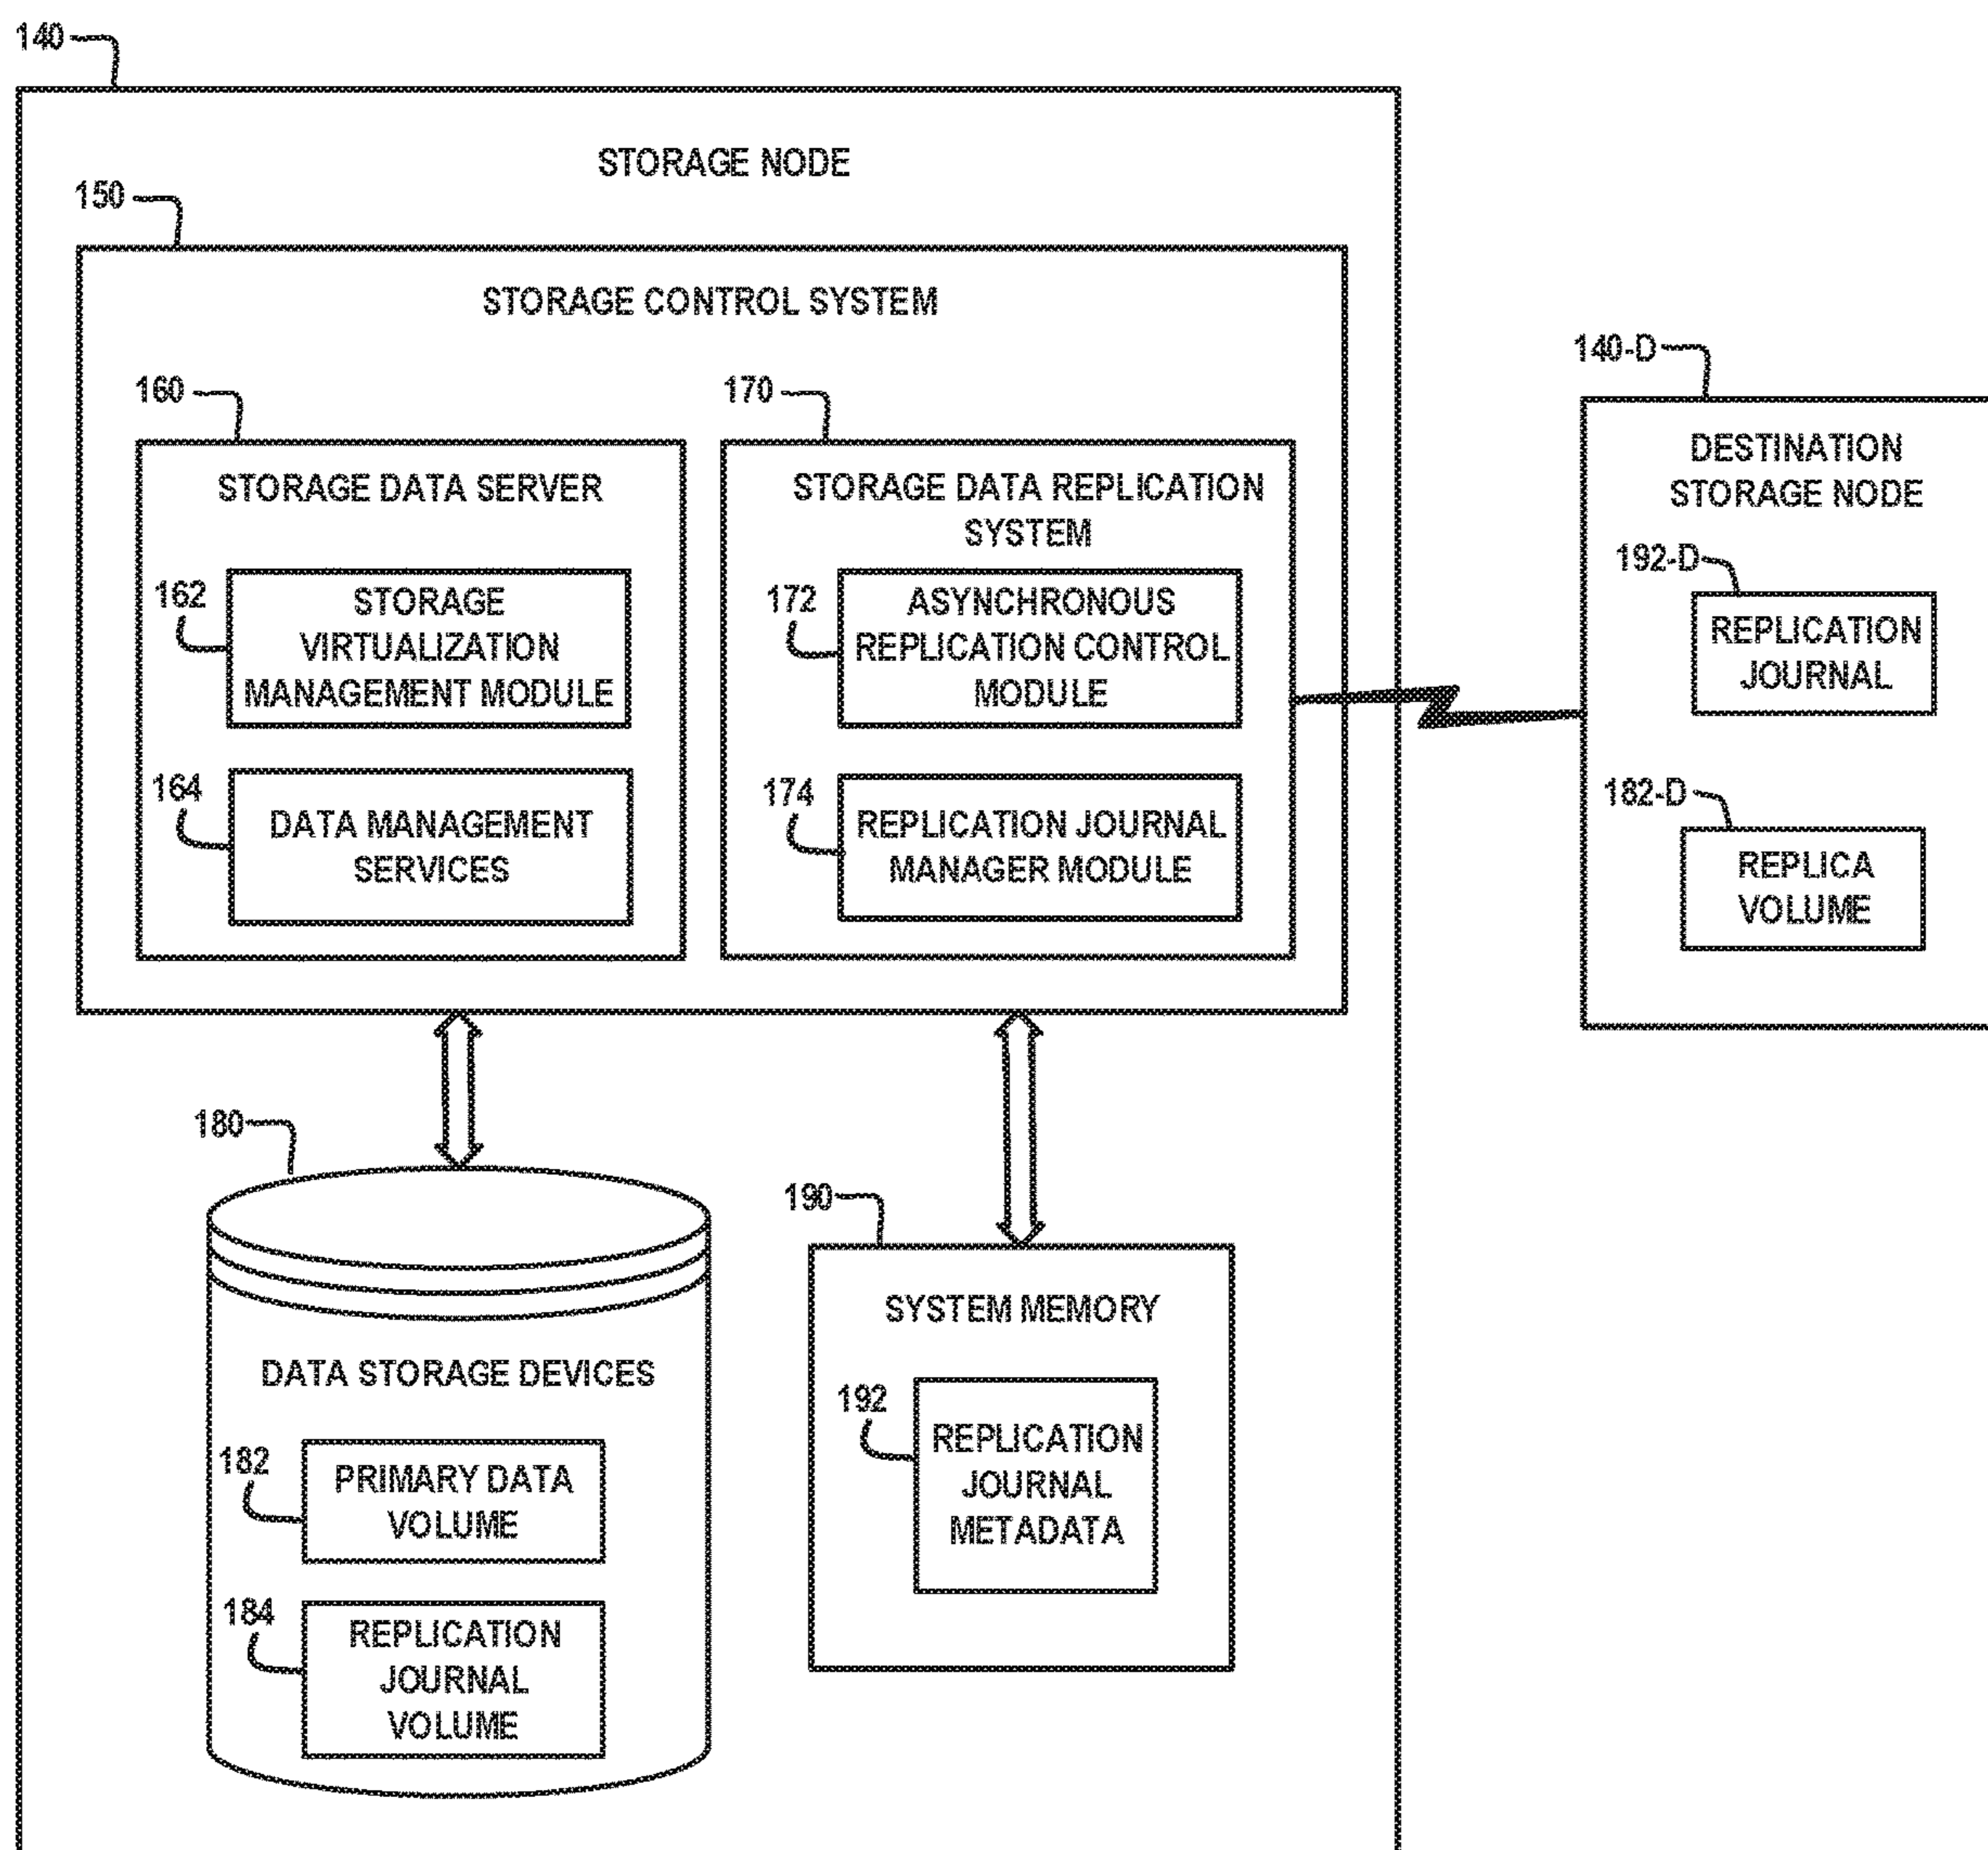 140
STORAGE NODE
150
STORAGE CONTROL SYSTEM
160
STORAGE DATA SERVER
162
STORAGE
VIRTUALIZATION
MANAGEMENT MODULE
164
DATA MANAGEMENT
SERVICES
170
STORAGE DATA REPLICATION
SYSTEM
172
ASYNCHRONOUS
REPLICATION CONTROL
MODULE
174
REPLICATION JOURNAL
MANAGER MODULE
140-D
DESTINATION
STORAGE NODE
192-D
REPLICATION
JOURNAL
182-D
REPLICA
VOLUME
180
DATA STORAGE DEVICES
182
PRIMARY DATA
VOLUME
184
REPLICATION
JOURNAL
VOLUME
190
SYSTEM MEMORY
192
REPLICATION
JOURNAL
METADATA